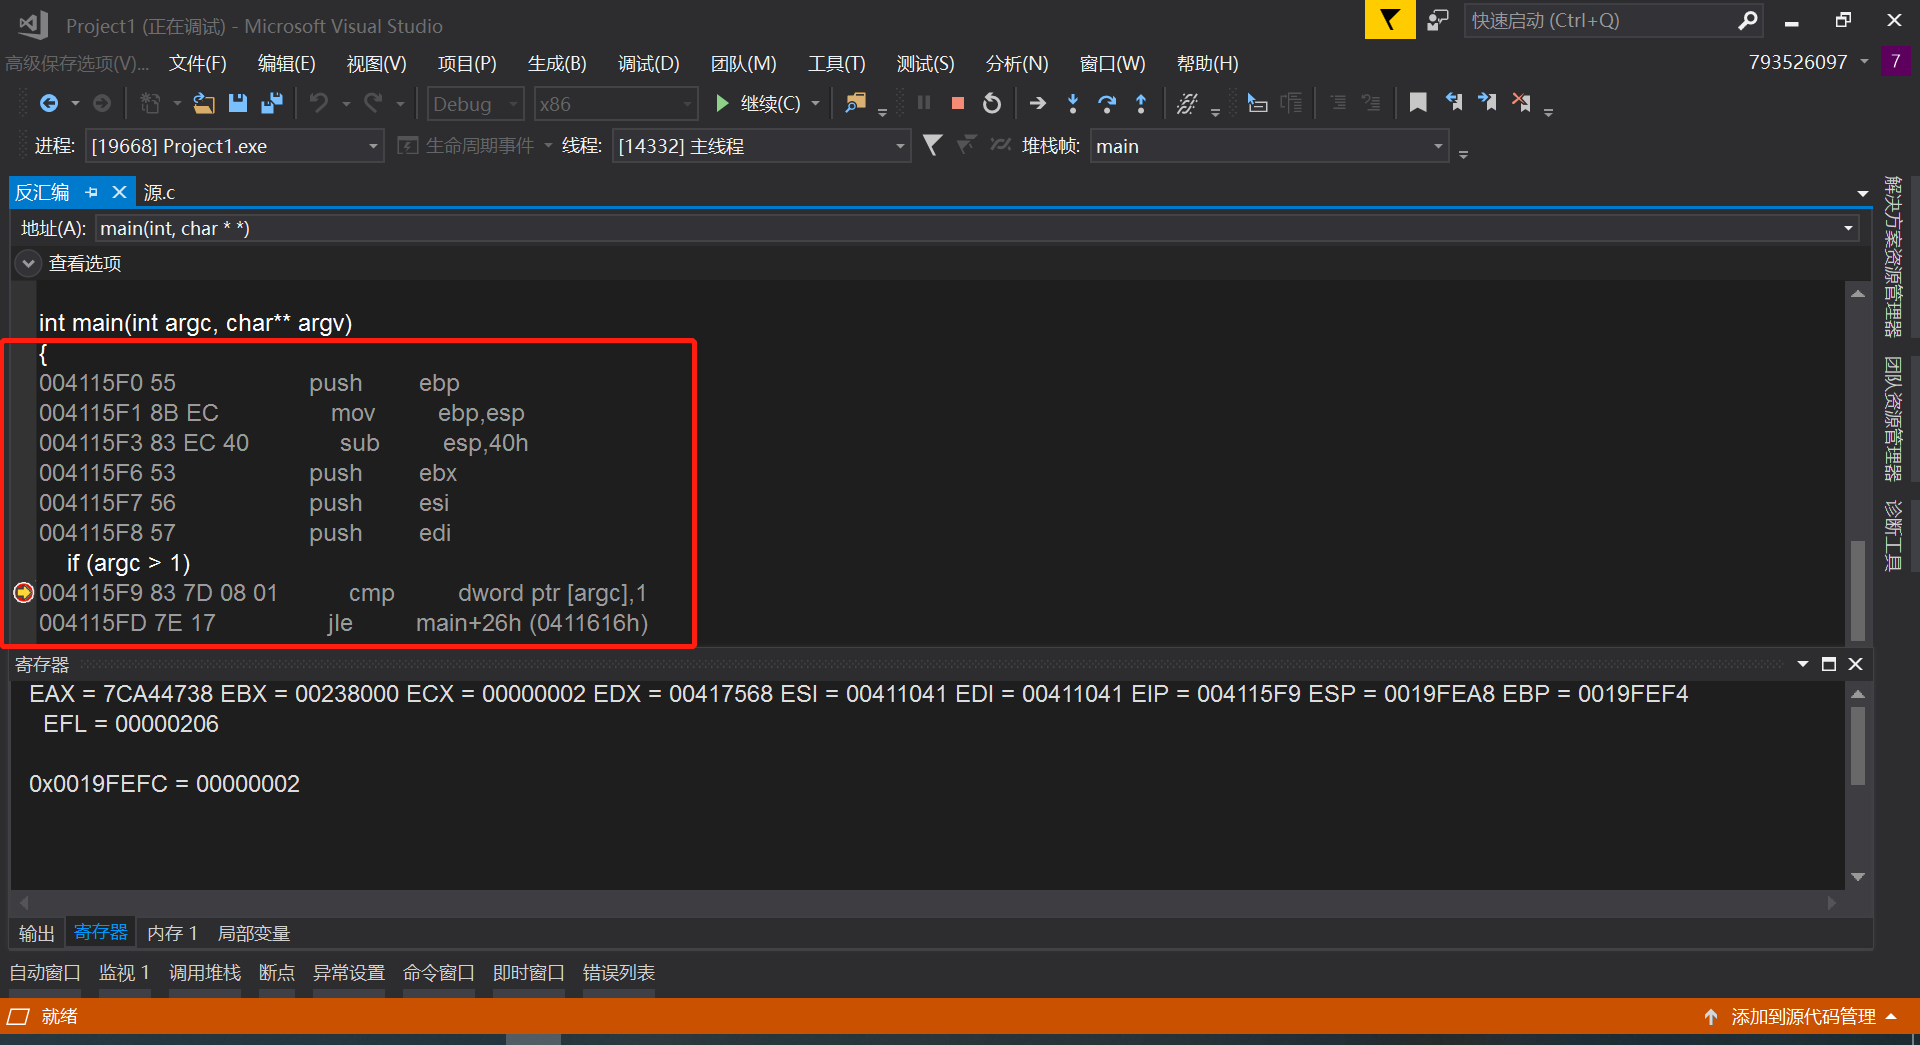 Project1 (正在调试) - Microsoft Visual Studio
快速启动 (Ctrl+Q)
高级保存选项(V)... 文件(F) 编辑(E) 视图(V) 项目(P) 生成(B) 调试(D) 团队(M) 工具(T) 测试(S) 分析(N) 窗口(W) 帮助(H)
793526097 7
Debug x86 继续(C)
进程: [19668] Project1.exe 生命周期事件 线程: [14332] 主线程 堆栈帧: main
反汇编 源.c
地址(A): main(int, char * *)
查看选项
int main(int argc, char** argv)
{
004115F0 55 push ebp
004115F1 8B EC mov ebp,esp
004115F3 83 EC 40 sub esp,40h
004115F6 53 push ebx
004115F7 56 push esi
004115F8 57 push edi
if (argc > 1)
004115F9 83 7D 08 01 cmp dword ptr [argc],1
004115FD 7E 17 jle main+26h (0411616h)
寄存器
EAX = 7CA44738 EBX = 00238000 ECX = 00000002 EDX = 00417568 ESI = 00411041 EDI = 00411041 EIP = 004115F9 ESP = 0019FEA8 EBP = 0019FEF4
EFL = 00000206
0x0019FEFC = 00000002
输出 寄存器 内存 1 局部变量
自动窗口 监视 1 调用堆栈 断点 异常设置 命令窗口 即时窗口 错误列表
就绪
添加到源代码管理
解决方案资源管理器
团队资源管理器
诊断工具